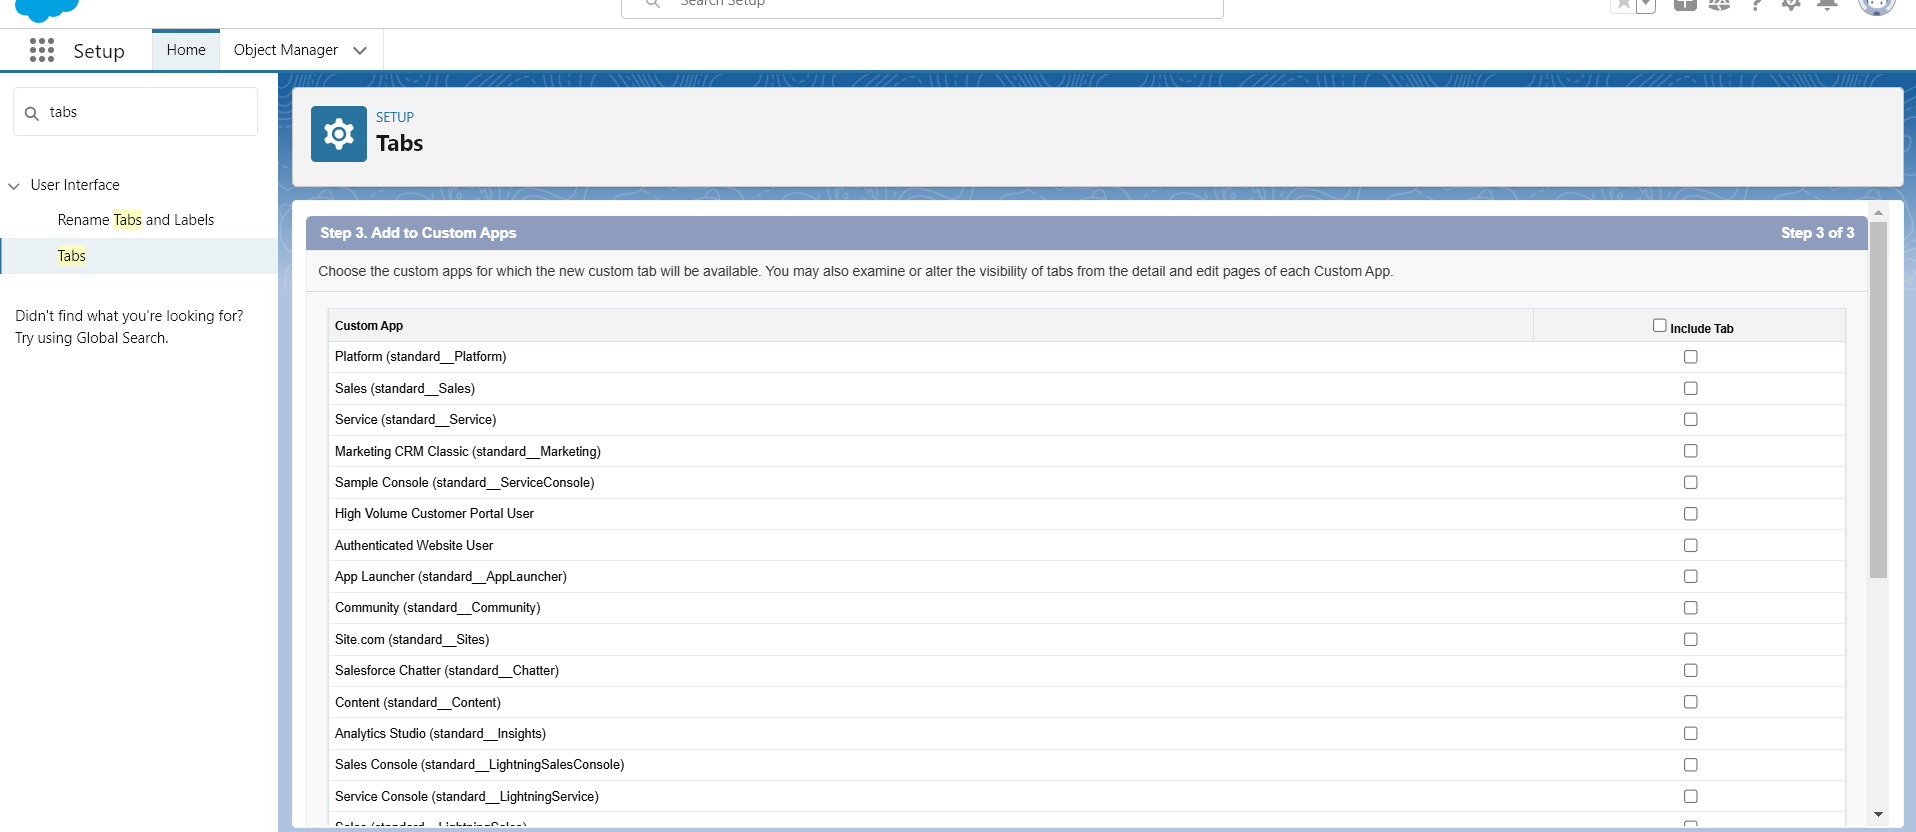 Search Setup
Setup
Home
Object Manager
tabs
User Interface
Rename Tabs and Labels
Tabs
Didn't find what you're looking for?
Try using Global Search.
SETUP
Tabs
Step 3. Add to Custom Apps
Step 3 of 3
Choose the custom apps for which the new custom tab will be available. You may also examine or alter the visibility of tabs from the detail and edit pages of each Custom App.
Custom App
Include Tab
Platform (standard__Platform)
Sales (standard__Sales)
Service (standard__Service)
Marketing CRM Classic (standard__Marketing)
Sample Console (standard__ServiceConsole)
High Volume Customer Portal User
Authenticated Website User
App Launcher (standard__AppLauncher)
Community (standard__Community)
Site.com (standard__Sites)
Salesforce Chatter (standard__Chatter)
Content (standard__Content)
Analytics Studio (standard__Insights)
Sales Console (standard__LightningSalesConsole)
Service Console (standard__LightningService)
Sales (standard__LightningSales)